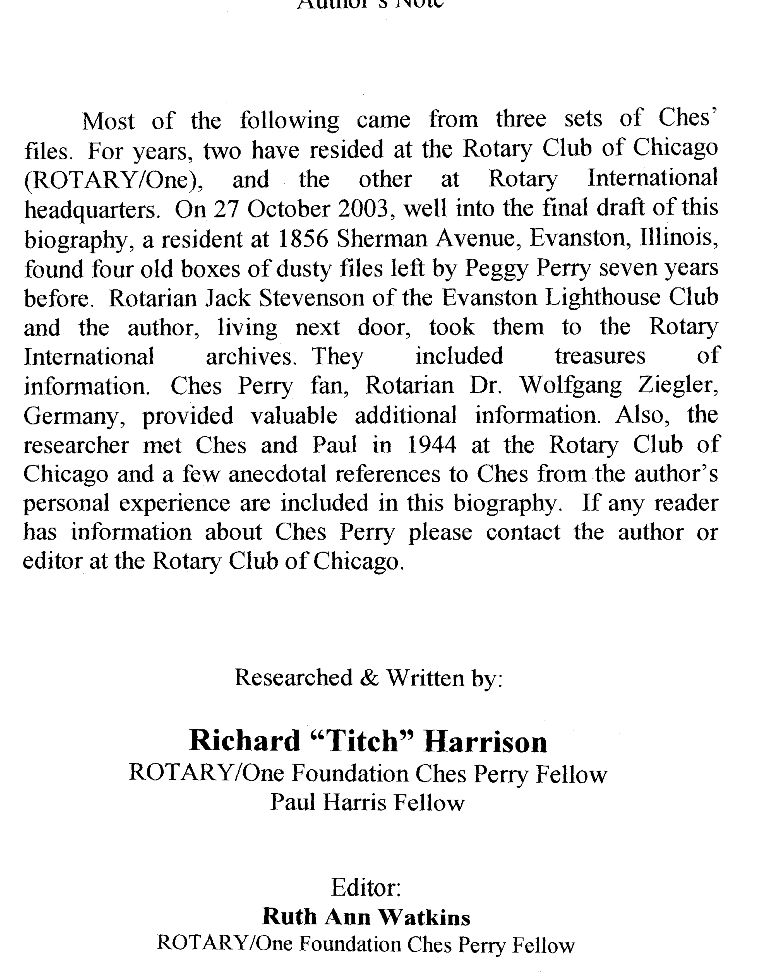 Author's Note
Most of the following came from three sets of Ches'
files. For years, two have resided at the Rotary Club of Chicago
(ROTARY/One), and the other at Rotary International
headquarters. On 27 October 2003, well into the final draft of this
biography, a resident at 1856 Sherman Avenue, Evanston, Illinois,
found four old boxes of dusty files left by Peggy Perry seven years
before. Rotarian Jack Stevenson of the Evanston Lighthouse Club
and the author, living next door, took them to the Rotary
International archives. They included treasures of
information. Ches Perry fan, Rotarian Dr. Wolfgang Ziegler,
Germany, provided valuable additional information. Also, the
researcher met Ches and Paul in 1944 at the Rotary Club of
Chicago and a few anecdotal references to Ches from the author's
personal experience are included in this biography. If any reader
has information about Ches Perry please contact the author or
editor at the Rotary Club of Chicago.
Researched & Written by:
Richard “Titch” Harrison
ROTARY/One Foundation Ches Perry Fellow
Paul Harris Fellow
Editor:
Ruth Ann Watkins
ROTARY/One Foundation Ches Perry Fellow